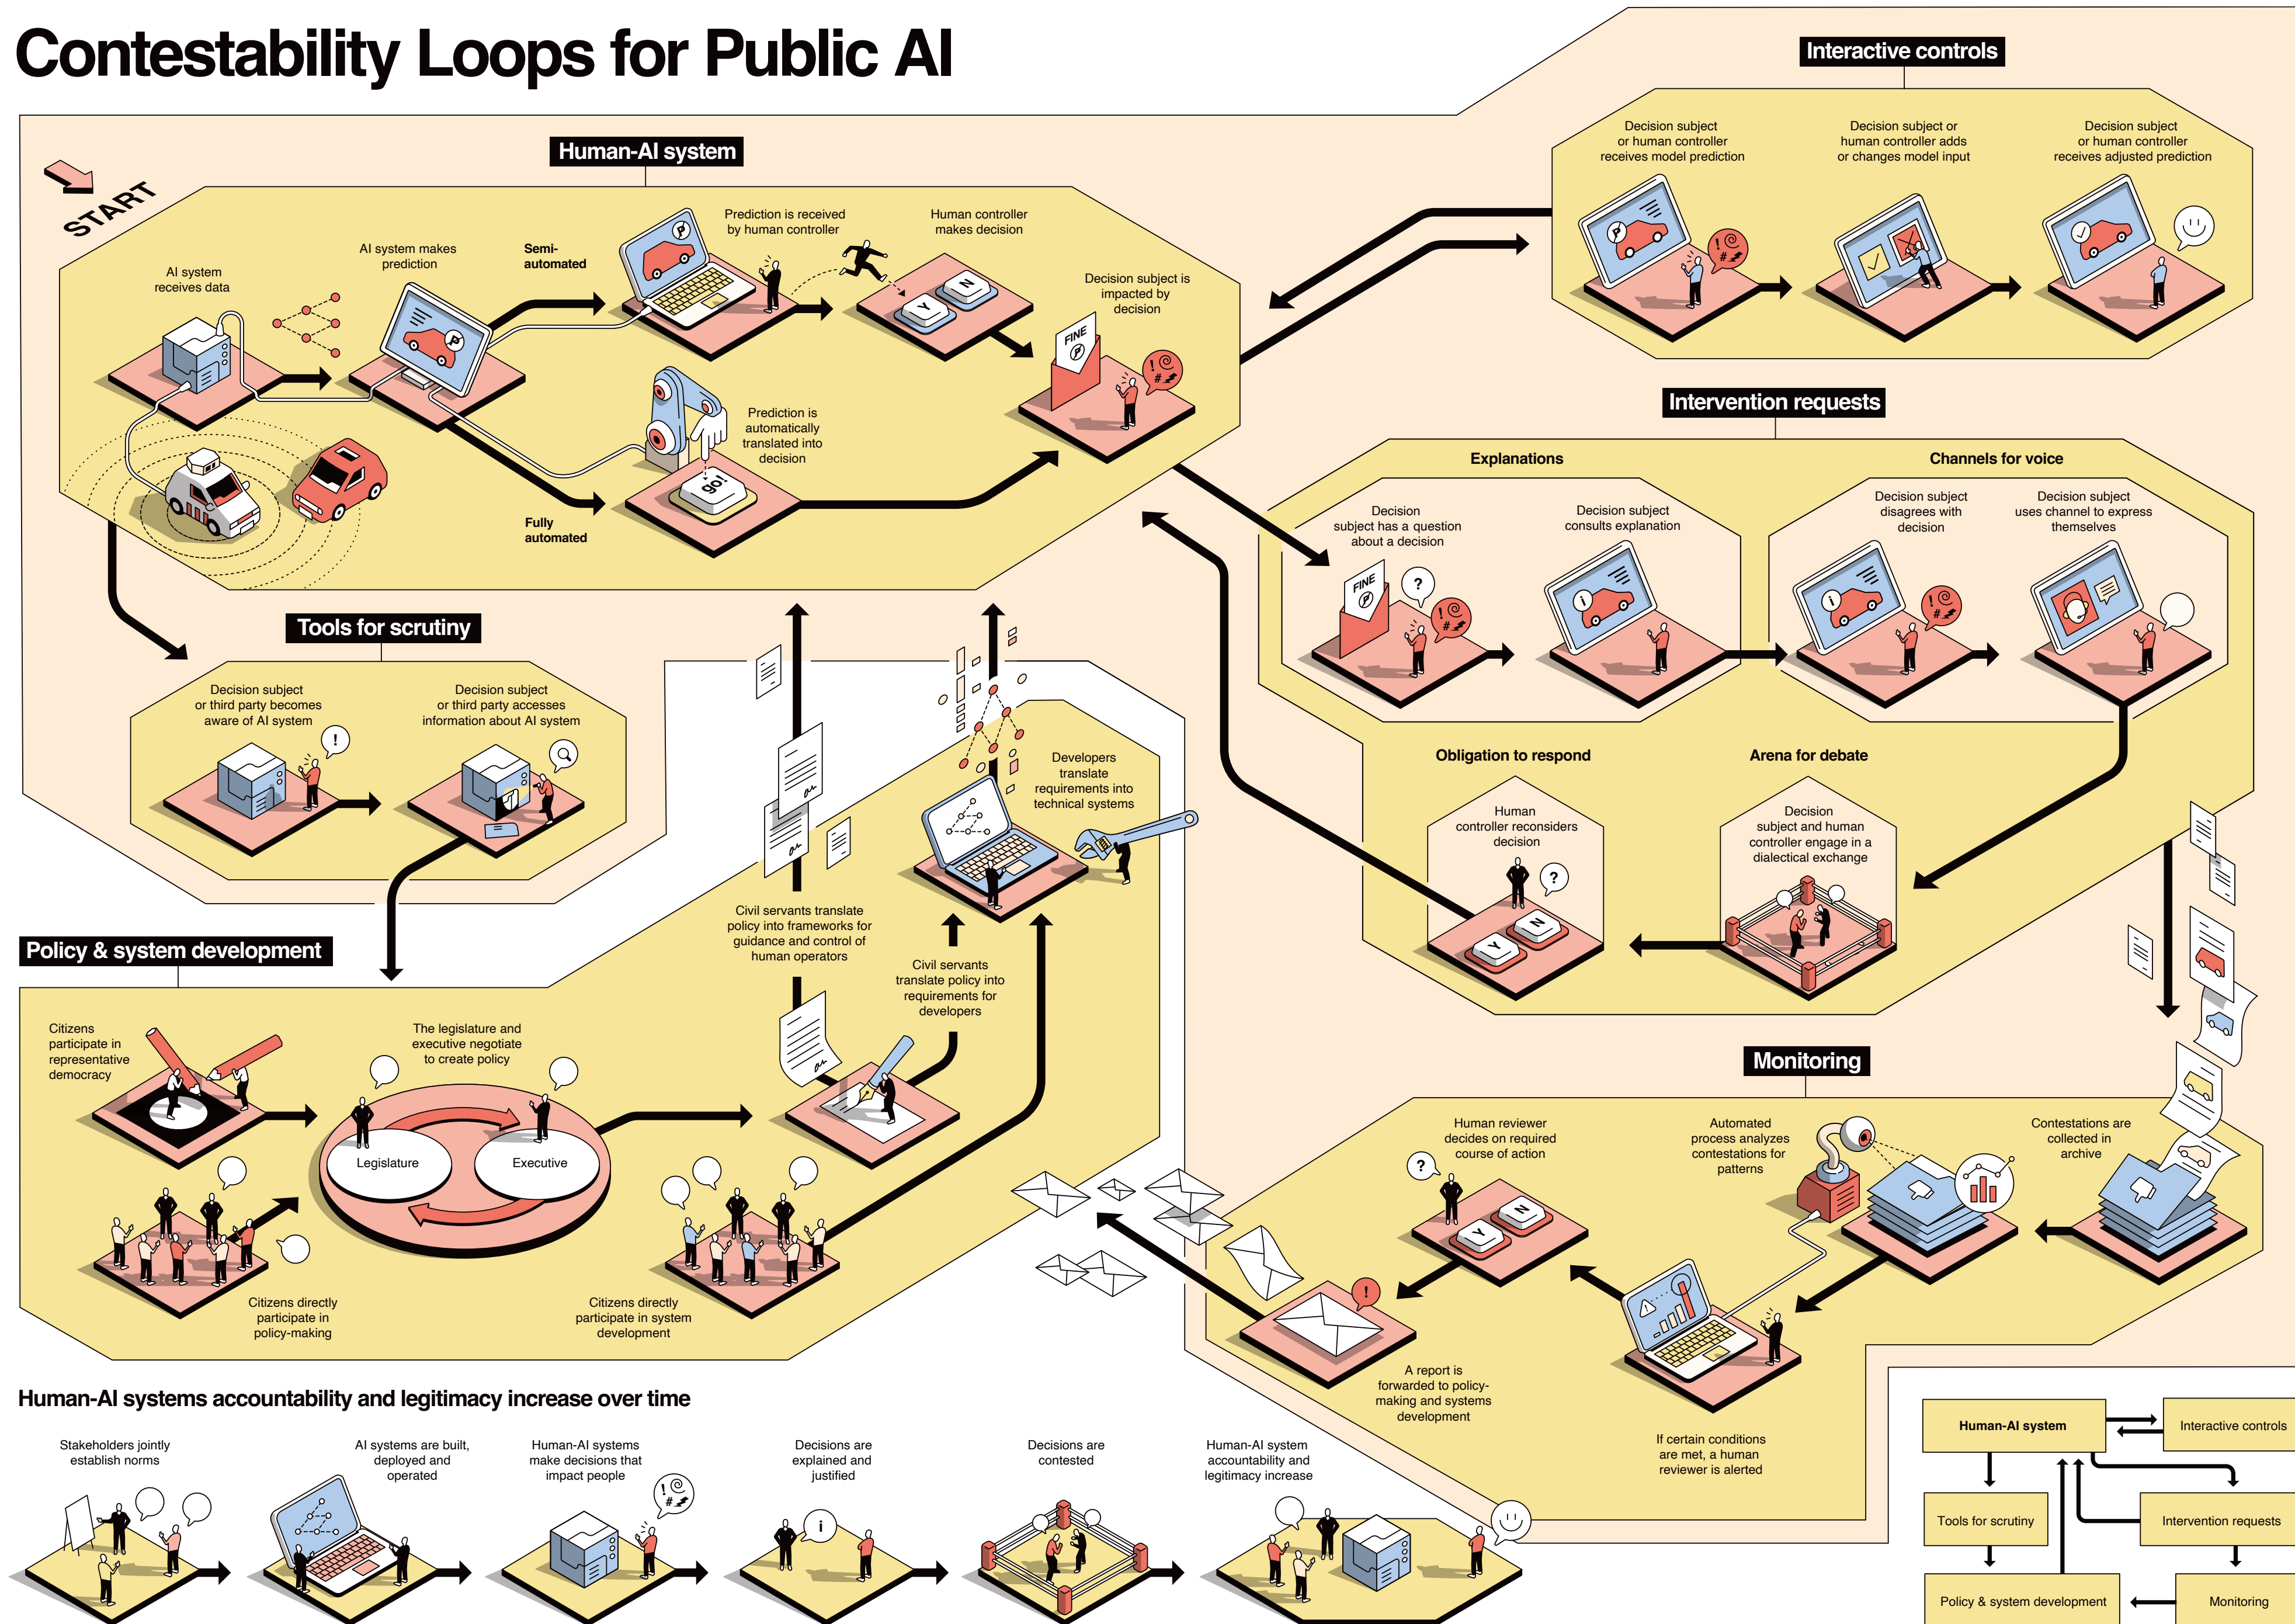 Contestability Loops for Public AI
START
Human-AI system
AI system
receives data
AI system makes
prediction
Semi-
automated
Prediction is received
by human controller
Human controller
makes decision
Decision subject is
impacted by
decision
FINE
P
Y
N
Prediction is
automatically
translated into
decision
go!
Fully
automated
Interactive controls
Decision subject
or human controller
receives model prediction
Decision subject or
human controller adds
or changes model input
Decision subject
or human controller
receives adjusted prediction
Intervention requests
Explanations
Decision
subject has a question
about a decision
FINE
P
?
Decision subject
consults explanation
i
Channels for voice
Decision subject
disagrees with
decision
i
Decision subject
uses channel to express
themselves
Obligation to respond
Human
controller reconsiders
decision
?
Y
N
Arena for debate
Decision
subject and human
controller engage in a
dialectical exchange
Tools for scrutiny
Decision subject
or third party becomes
aware of AI system
!
Decision subject
or third party accesses
information about AI system
Policy & system development
Citizens
participate in
representative
democracy
The legislature and
executive negotiate
to create policy
Legislature
Executive
Citizens directly
participate in
policy-making
Citizens directly
participate in system
development
Civil servants translate
policy into frameworks for
guidance and control of
human operators
Civil servants
translate policy into
requirements for
developers
Developers
translate
requirements into
technical systems
Monitoring
Contestations are
collected in
archive
Automated
process analyzes
contestations for
patterns
If certain conditions
are met, a human
reviewer is alerted
Human reviewer
decides on required
course of action
?
Y
N
!
A report is
forwarded to policy-
making and systems
development
Human-AI systems accountability and legitimacy increase over time
Stakeholders jointly
establish norms
AI systems are built,
deployed and
operated
Human-AI systems
make decisions that
impact people
Decisions are
explained and
justified
i
Decisions are
contested
Human-AI system
accountability and
legitimacy increase
Human-AI system
Interactive controls
Tools for scrutiny
Intervention requests
Policy & system development
Monitoring